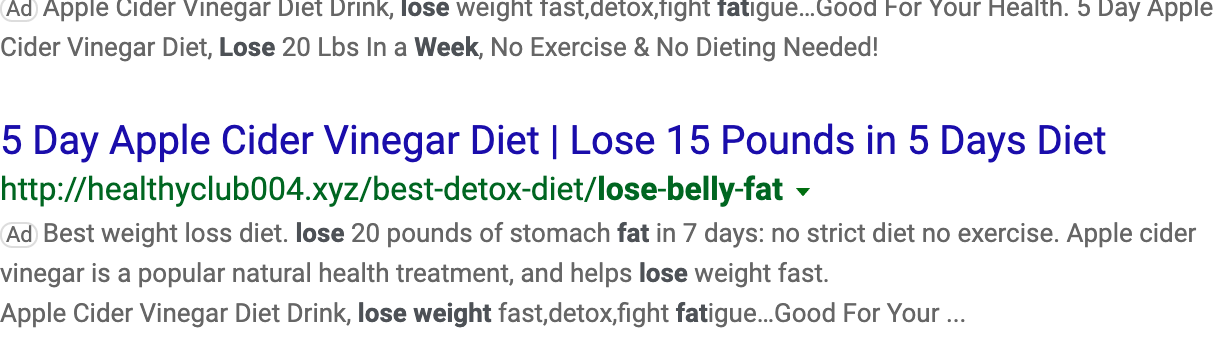 Ad Apple Cider Vinegar Diet Drink, lose weight fast,detox,fight fatigue...Good For Your Health. 5 Day Apple
Cider Vinegar Diet, Lose 20 Lbs In a Week, No Exercise & No Dieting Needed!
5 Day Apple Cider Vinegar Diet | Lose 15 Pounds in 5 Days Diet
http://healthyclub004.xyz/best-detox-diet/lose-belly-fat
Ad Best weight loss diet. lose 20 pounds of stomach fat in 7 days: no strict diet no exercise. Apple cider
vinegar is a popular natural health treatment, and helps lose weight fast.
Apple Cider Vinegar Diet Drink, lose weight fast,detox,fight fatigue...Good For Your ...